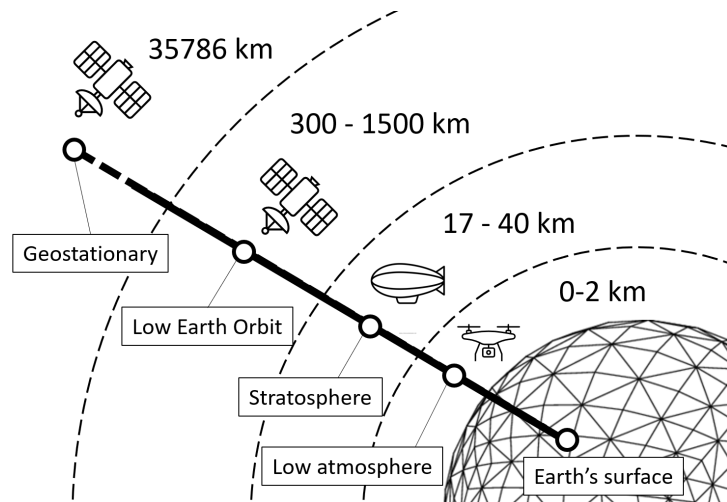 35786 km
300 - 1500 km
17 - 40 km
0-2 km
Geostationary
Low Earth Orbit
Stratosphere
Low atmosphere
Earth's surface